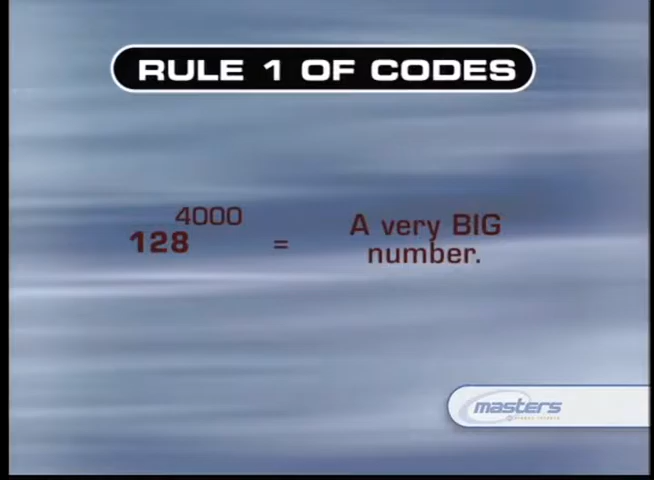 RULE 1 OF CODES
128^4000 = A very BIG
number.
masters